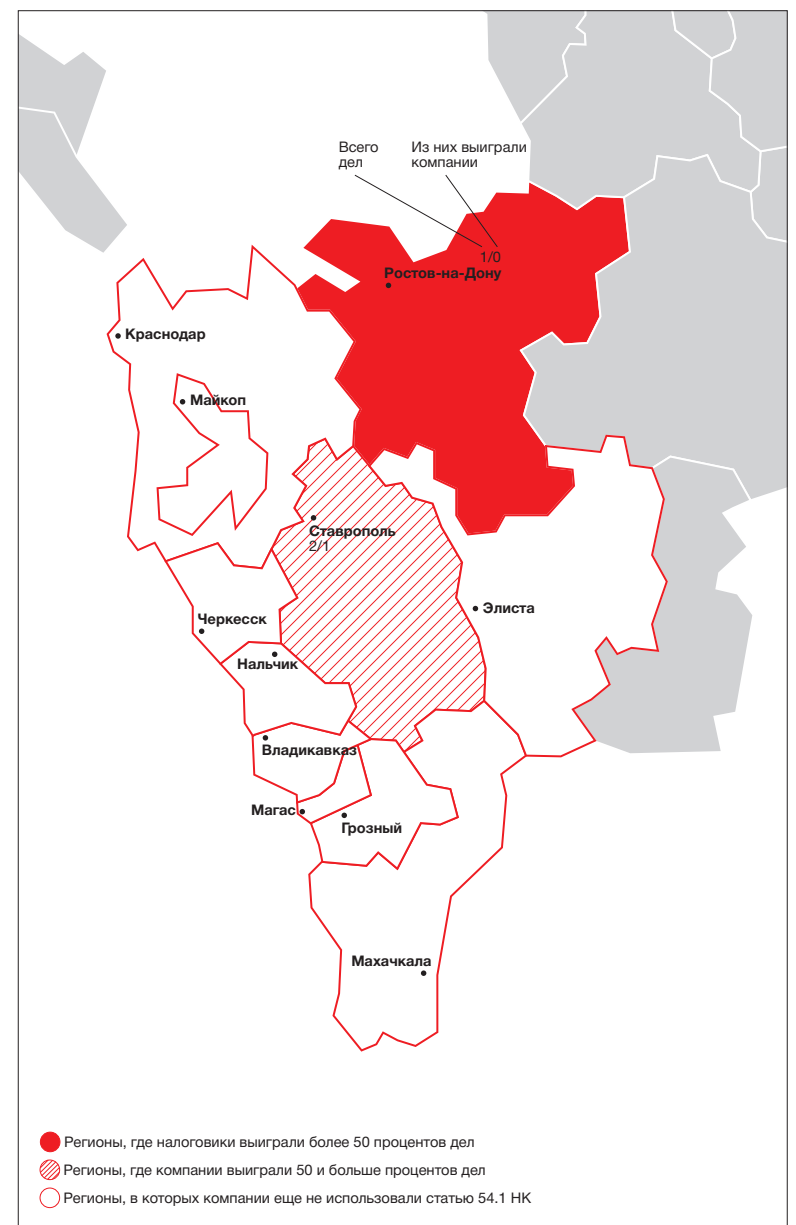 Всего
дел
Из них выиграли
компании
1/0
Ростов-на-Дону
Краснодар
Майкоп
Ставрополь
2/1
Элиста
Черкесск
Нальчик
Владикавказ
Магас
Грозный
Махачкала
Регионы, где налоговики выиграли более 50 процентов дел
Регионы, где компании выиграли 50 и больше процентов дел
Регионы, в которых компании еще не использовали статью 54.1 НК